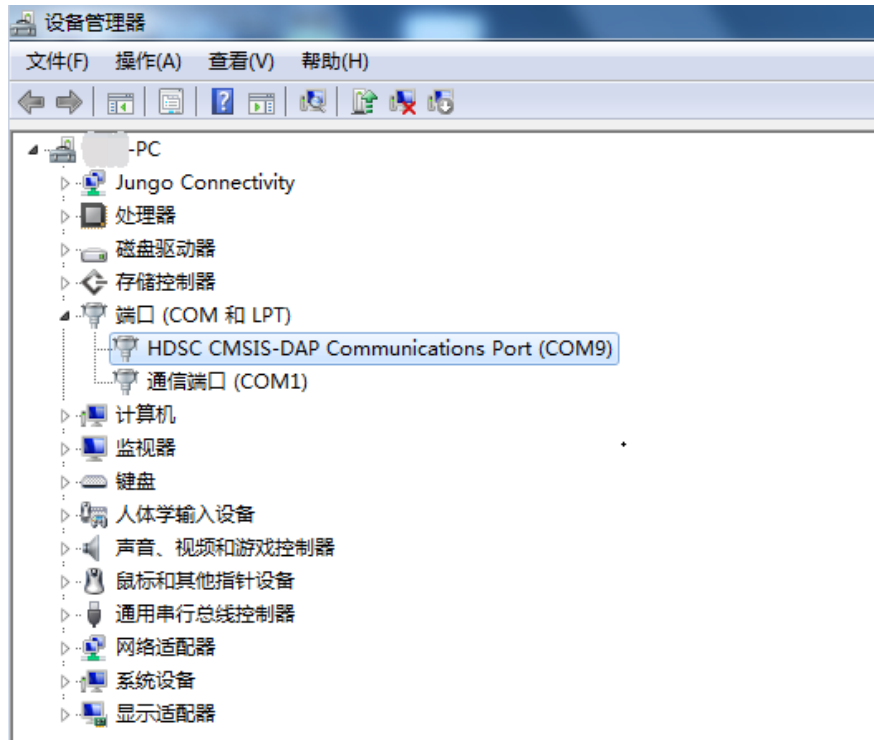 设备管理器
文件(F) 操作(A) 查看(V) 帮助(H)
-PC
Jungo Connectivity
处理器
磁盘驱动器
存储控制器
端口 (COM 和 LPT)
HDSC CMSIS-DAP Communications Port (COM9)
通信端口 (COM1)
计算机
监视器
键盘
人体学输入设备
声音、视频和游戏控制器
鼠标和其他指针设备
通用串行总线控制器
网络适配器
系统设备
显示适配器